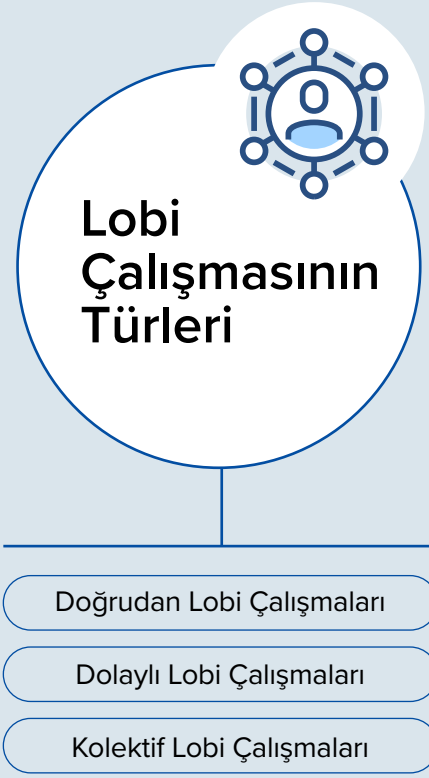 Lobi
Çalışmasının
Türleri
Doğrudan Lobi Çalışmaları
Dolaylı Lobi Çalışmaları
Kolektif Lobi Çalışmaları